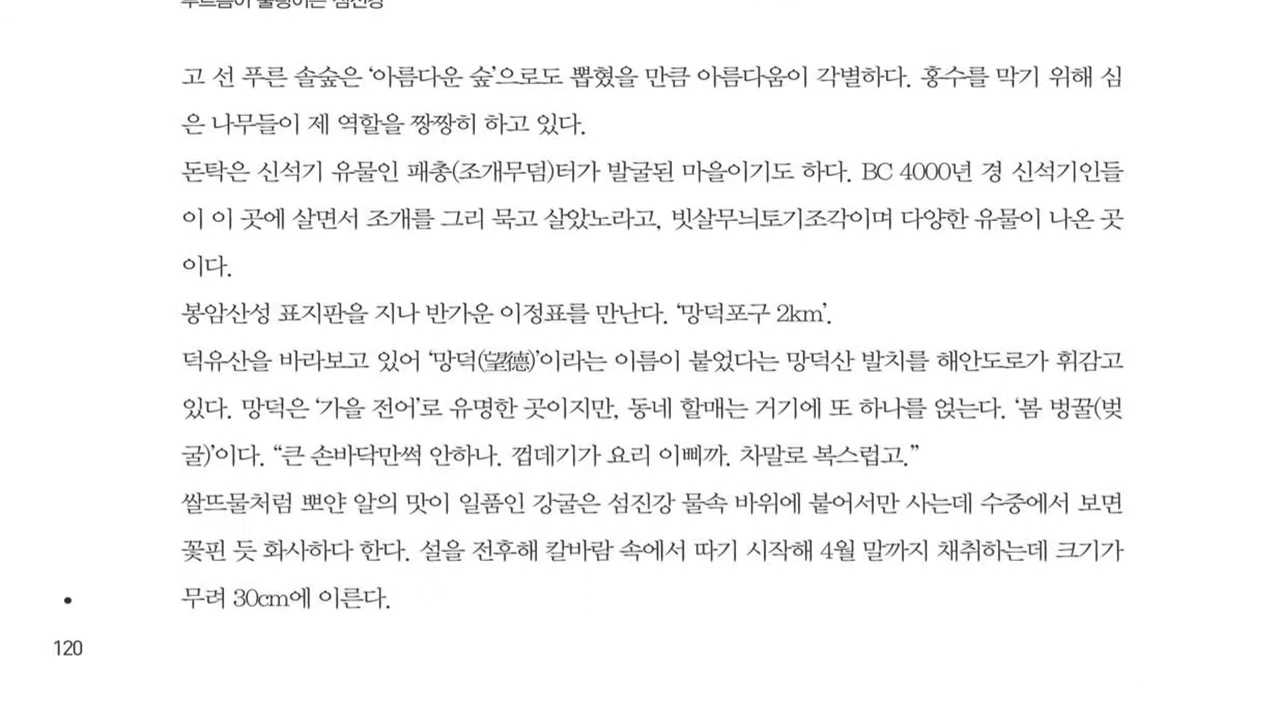 고 선 푸른 솔숲은 ‘아름다운 숲’으로도 뽑혔을 만큼 아름다움이 각별하다. 홍수를 막기 위해 심
은 나무들이 제 역할을 짱짱히 하고 있다.
돈탁은 신석기 유물인 패총(조개무덤)터가 발굴된 마을이기도 하다. BC 4000년 경 신석기인들
이 이 곳에 살면서 조개를 그리 묵고 살았노라고, 빗살무늬토기조각이며 다양한 유물이 나온 곳
이다.
봉암산성 표지판을 지나 반가운 이정표를 만난다. ‘망덕포구 2km’.
덕유산을 바라보고 있어 ‘망덕(望德)’이라는 이름이 붙었다는 망덕산 발치를 해안도로가 휘감고
있다. 망덕은 ‘가을 전어’로 유명한 곳이지만, 동네 할매는 거기에 또 하나를 얹는다. ‘봄 벙꿀(벚
굴)’이다. “큰 손바닥만썩 안하나. 껍데기가 요리 이삐까. 차말로 복스럽고.”
쌀뜨물처럼 뽀얀 알의 맛이 일품인 강굴은 섬진강 물속 바위에 붙어서만 사는데 수중에서 보면
꽃핀 듯 화사하다 한다. 설을 전후해 칼바람 속에서 따기 시작해 4월 말까지 채취하는데 크기가
무려 30cm에 이른다.
120